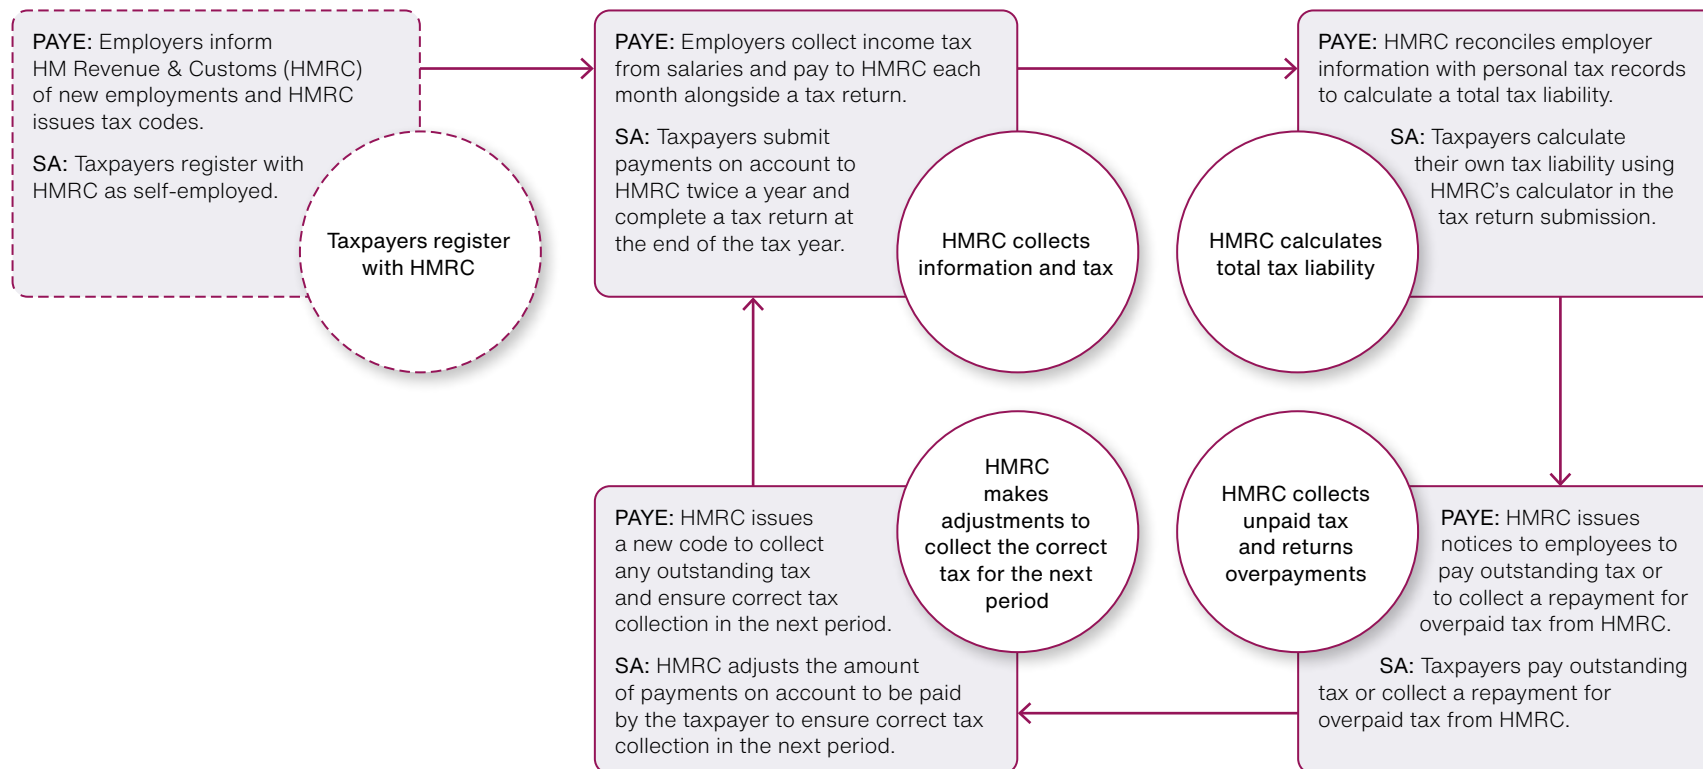 PAYE: Employers inform
HM Revenue & Customs (HMRC)
of new employments and HMRC
issues tax codes.
SA: Taxpayers register with
HMRC as self-employed.
Taxpayers register
with HMRC
PAYE: Employers collect income tax
from salaries and pay to HMRC each
month alongside a tax return.
SA: Taxpayers submit
payments on account to
HMRC twice a year and
complete a tax return at
the end of the tax year.
HMRC collects
information and tax
PAYE: HMRC reconciles employer
information with personal tax records
to calculate a total tax liability.
SA: Taxpayers calculate
their own tax liability using
HMRC’s calculator in the
tax return submission.
HMRC calculates
total tax liability
PAYE: HMRC issues
notices to employees to
pay outstanding tax or
to collect a repayment for
overpaid tax from HMRC.
SA: Taxpayers pay outstanding
tax or collect a repayment for
overpaid tax from HMRC.
HMRC collects
unpaid tax
and returns
overpayments
PAYE: HMRC issues
a new code to collect
any outstanding tax
and ensure correct tax
collection in the next period.
SA: HMRC adjusts the amount
of payments on account to be paid
by the taxpayer to ensure correct tax
collection in the next period.
HMRC
makes
adjustments to
collect the correct
tax for the next
period